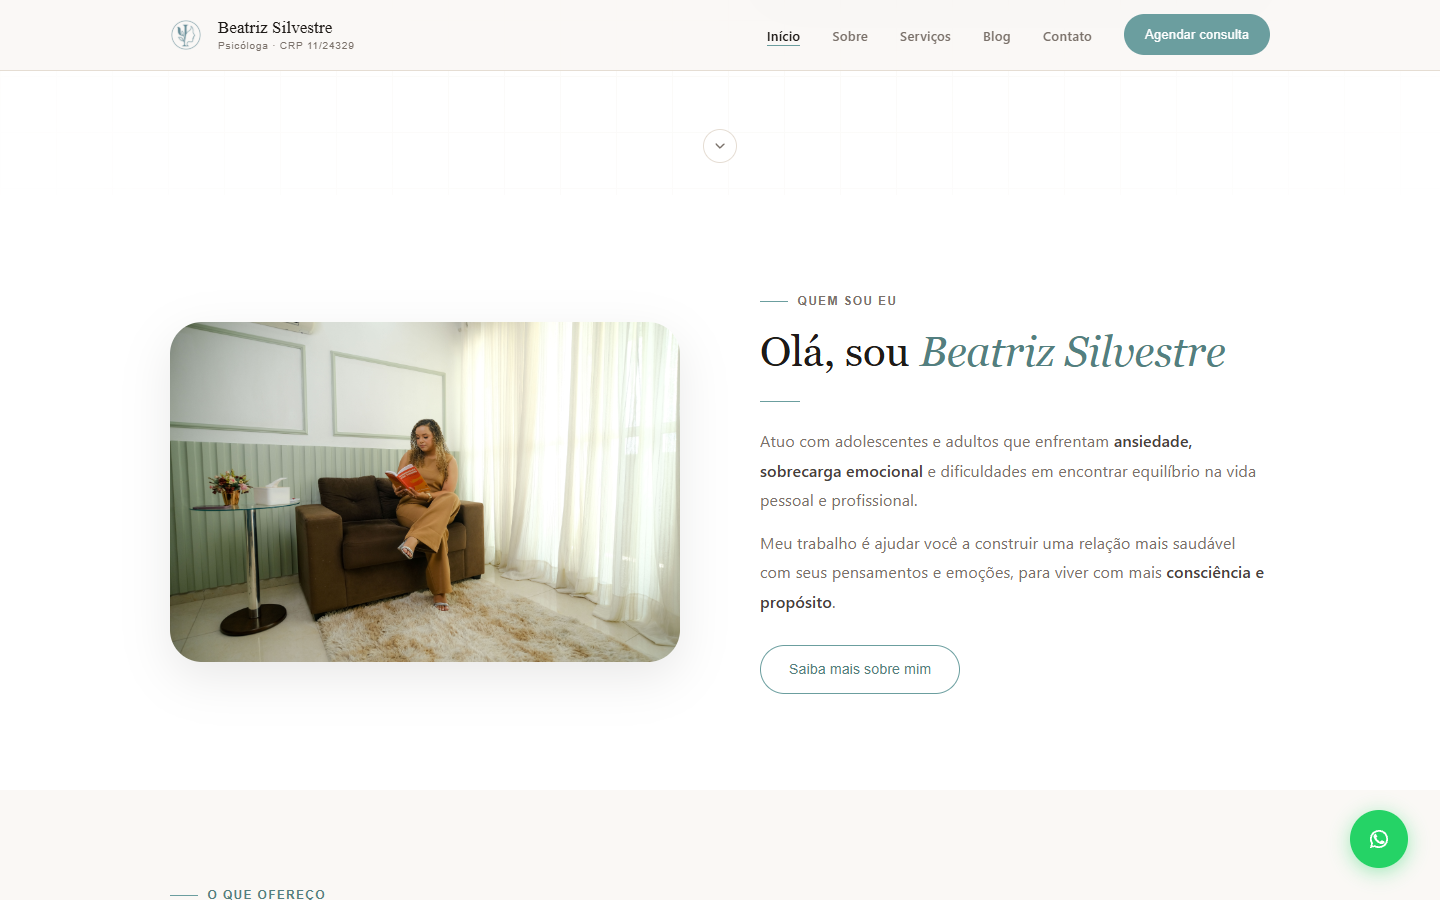 Beatriz Silvestre
Psicóloga · CRP 11/24329
Início
Sobre
Serviços
Blog
Contato
Agendar consulta
QUEM SOU EU
Olá, sou Beatriz Silvestre
Atuo com adolescentes e adultos que enfrentam ansiedade,
sobrecarga emocional e dificuldades em encontrar equilíbrio na vida
pessoal e profissional.
Meu trabalho é ajudar você a construir uma relação mais saudável
com seus pensamentos e emoções, para viver com mais consciência e
propósito.
Saiba mais sobre mim
O QUE OFEREÇO